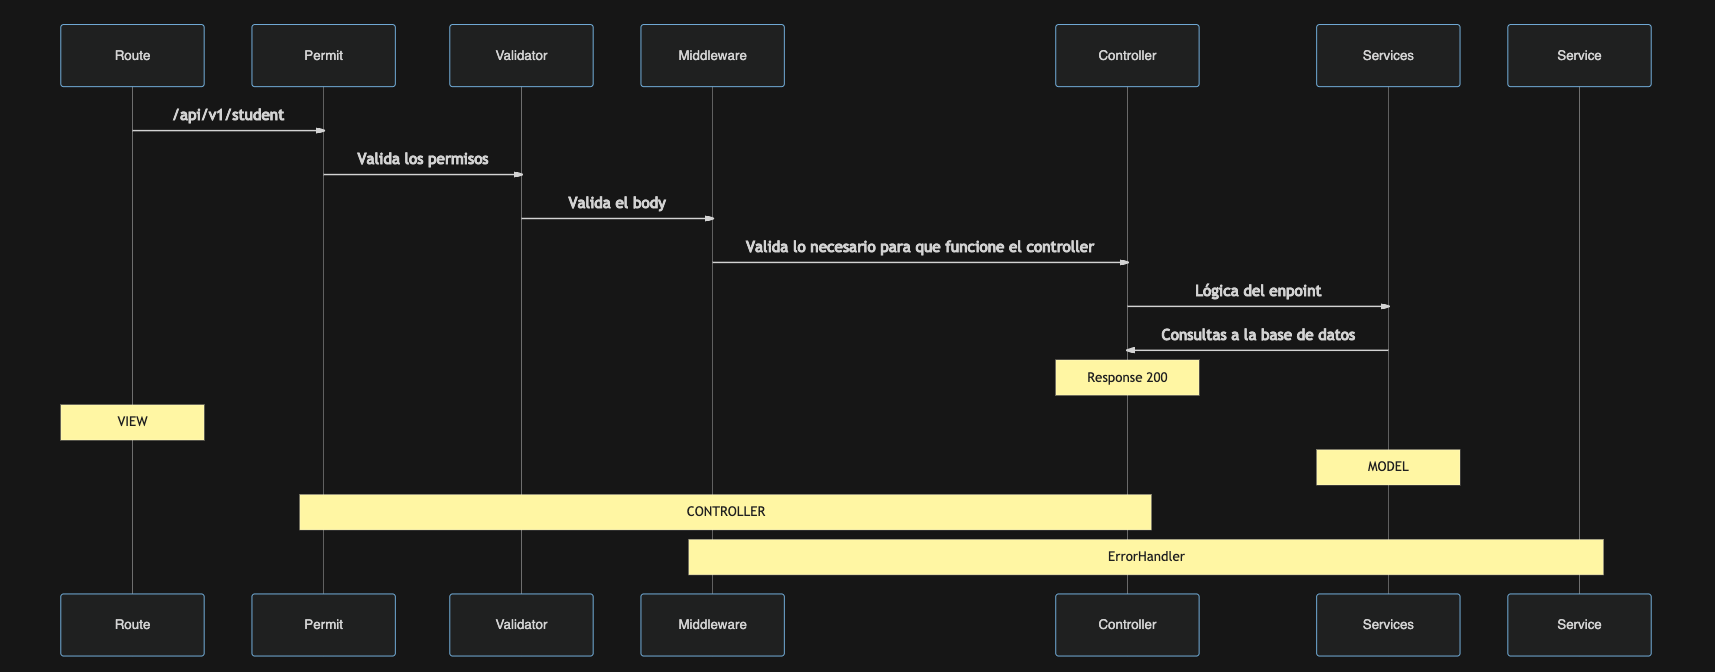 Route
Permit
Validator
Middleware
Controller
Services
Service
/api/v1/student
Valida los permisos
Valida el body
Valida lo necesario para que funcione el controller
Lógica del enpoint
Consultas a la base de datos
Response 200
VIEW
MODEL
CONTROLLER
ErrorHandler
Route
Permit
Validator
Middleware
Controller
Services
Service